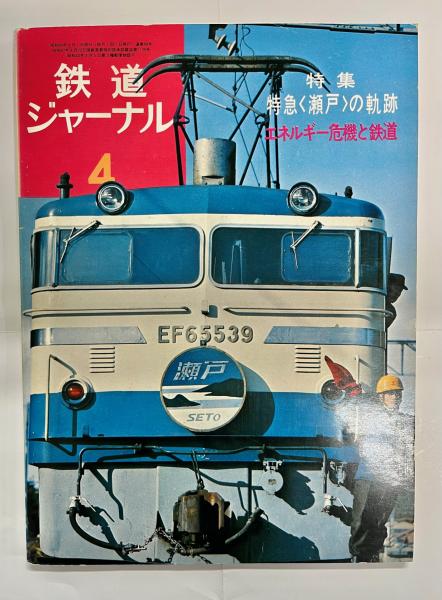 鉄道
ジャーナル
4
特集
特急〈瀬戸〉の軌跡
エネルギー危機と鉄道
EF65539
瀬戸
SETO